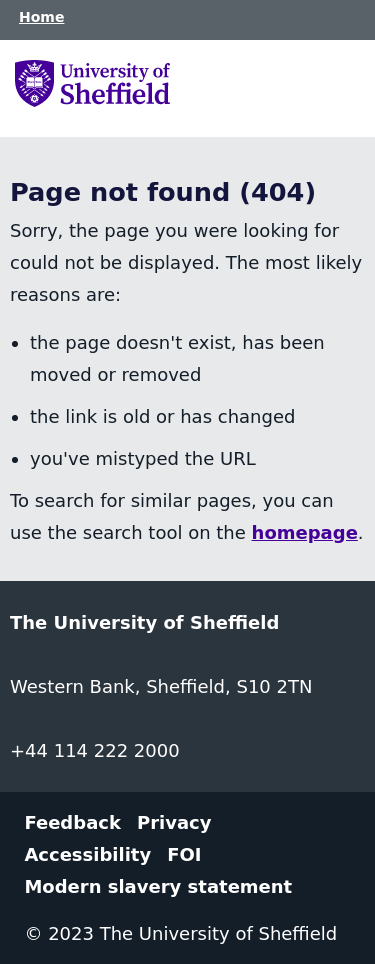 Home
University of
Sheffield
Page not found (404)
Sorry, the page you were looking for
could not be displayed. The most likely
reasons are:
• the page doesn't exist, has been
moved or removed
• the link is old or has changed
• you've mistyped the URL
To search for similar pages, you can
use the search tool on the homepage.
The University of Sheffield
Western Bank, Sheffield, S10 2TN
+44 114 222 2000
Feedback Privacy
Accessibility FOI
Modern slavery statement
© 2023 The University of Sheffield